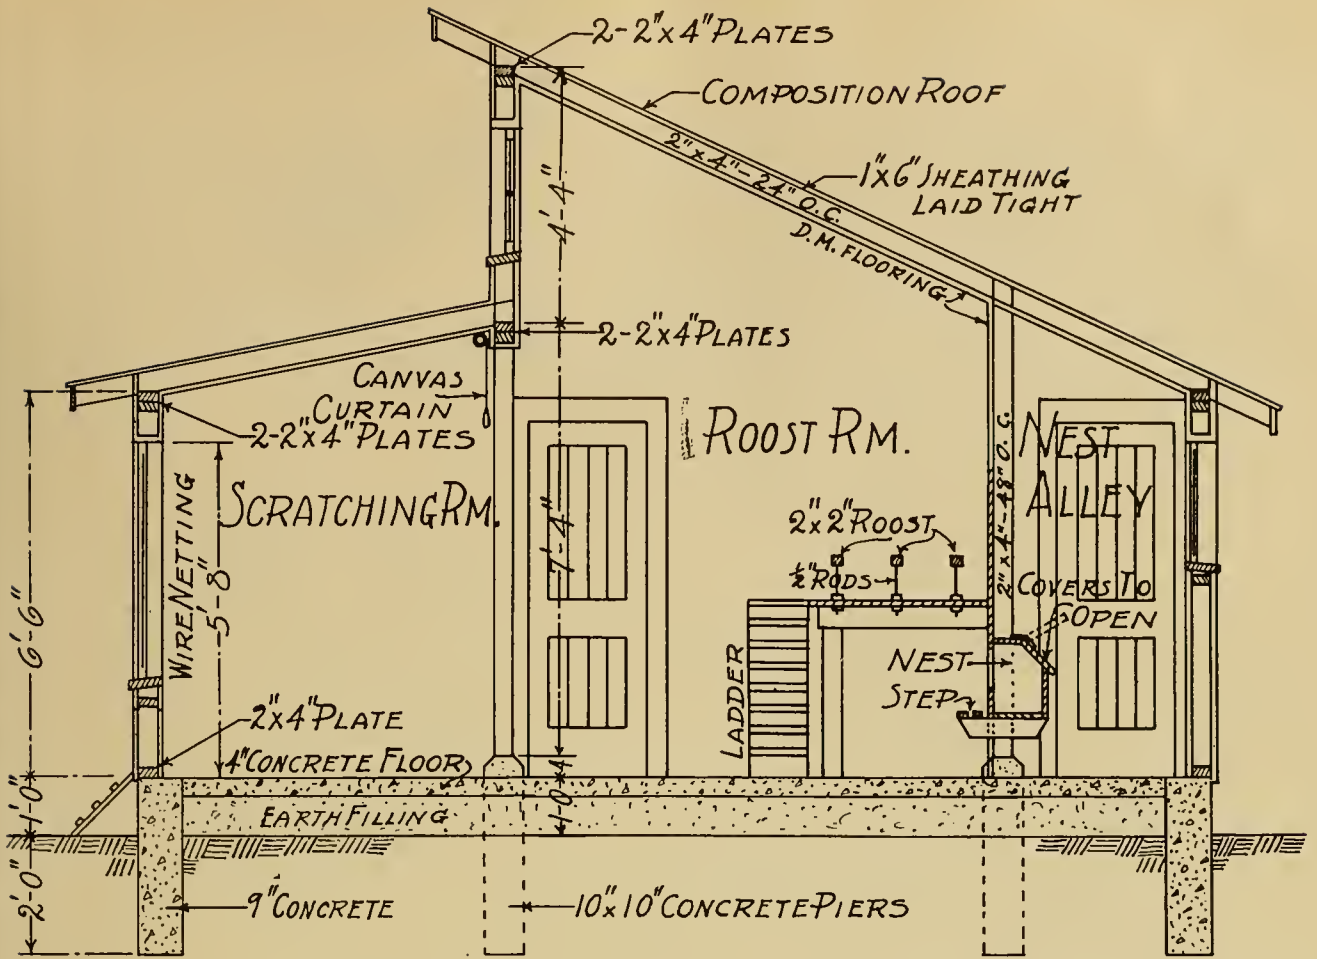 2-2"x4" PLATES
COMPOSITION ROOF
2"x4"-24" O.C.
1"x6" SHEATHING
LAID TIGHT
D.M. FLOORING
4'-4"
2-2"x4" PLATES
CANVAS
CURTAIN
2-2"x4" PLATES
ROOST RM.
NEST
ALLEY
SCRATCHING RM.
WIRE NETTING
5'-8"
6'-6"
7'-4"
2"x2" ROOST
½" RODS
2"x4"-48" O.C.
COVERS TO
OPEN
NEST
STEP
LADDER
2"x4" PLATE
4" CONCRETE FLOOR
EARTH FILLING
1'-0"
1-0
4
2'-0"
9" CONCRETE
10"x10" CONCRETE PIERS